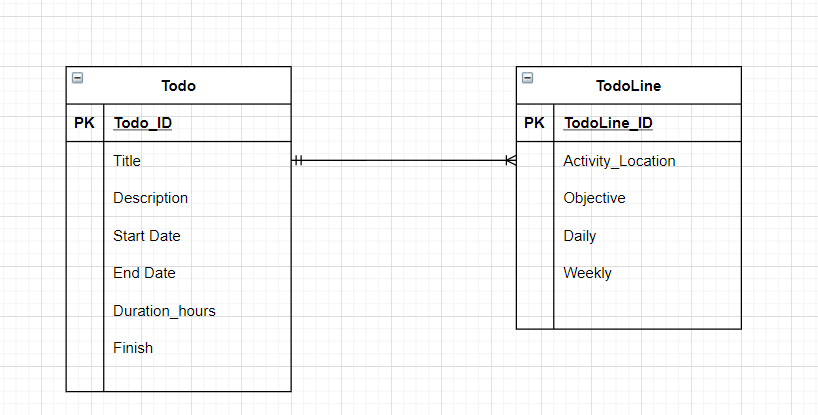 Todo
PK Todo_ID
Title
Description
Start Date
End Date
Duration_hours
Finish
TodoLine
PK TodoLine_ID
Activity_Location
Objective
Daily
Weekly